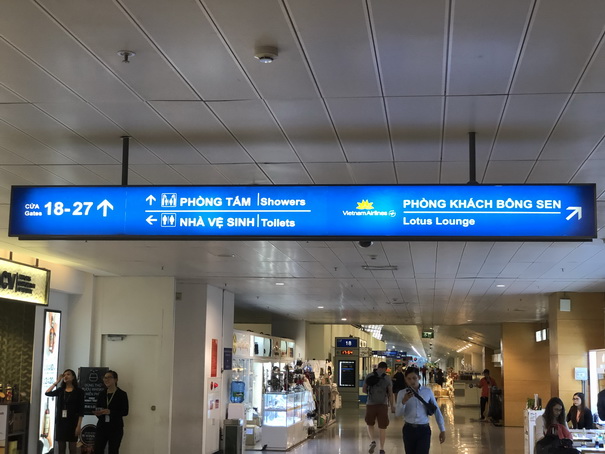 CỬA
Gates 18-27 ↑
↑ PHÒNG TẮM | Showers
← NHÀ VỆ SINH | Toilets
Vietnam Airlines
PHÒNG KHÁCH BÔNG SEN
Lotus Lounge
18